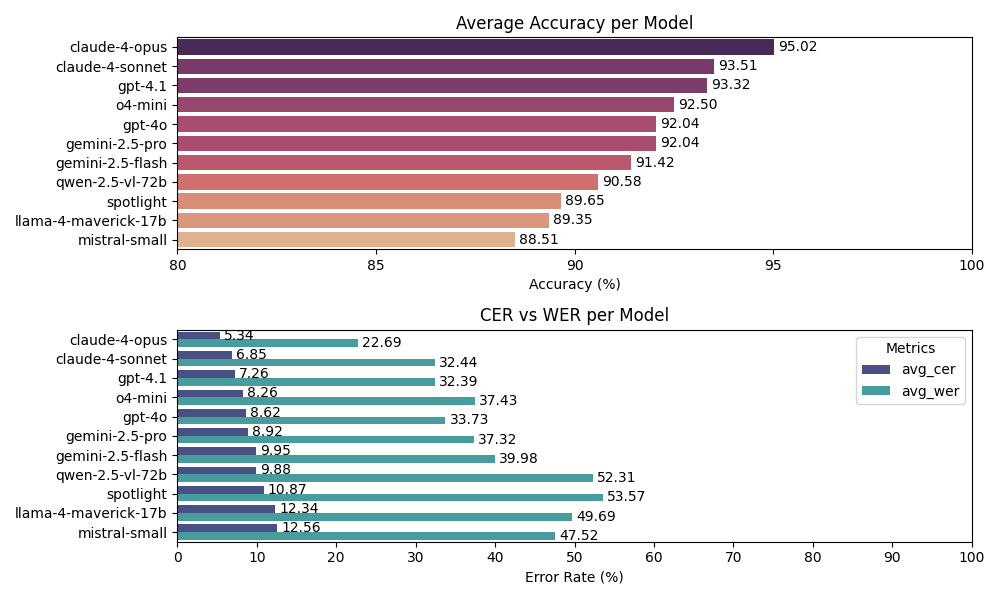 Average Accuracy per Model
claude-4-opus 95.02
claude-4-sonnet 93.51
gpt-4.1 93.32
o4-mini 92.50
gpt-4o 92.04
gemini-2.5-pro 92.04
gemini-2.5-flash 91.42
qwen-2.5-vl-72b 90.58
spotlight 89.65
llama-4-maverick-17b 89.35
mistral-small 88.51
80 85 90 95 100
Accuracy (%)
CER vs WER per Model
Metrics
avg_cer
avg_wer
claude-4-opus 5.34
22.69
claude-4-sonnet 6.85
32.44
gpt-4.1 7.26
32.39
o4-mini 8.26
37.43
gpt-4o 8.62
33.73
gemini-2.5-pro 8.92
37.32
gemini-2.5-flash 9.95
39.98
qwen-2.5-vl-72b 9.88
52.31
spotlight 10.87
53.57
llama-4-maverick-17b 12.34
49.69
mistral-small 12.56
47.52
0 10 20 30 40 50 60 70 80 90 100
Error Rate (%)